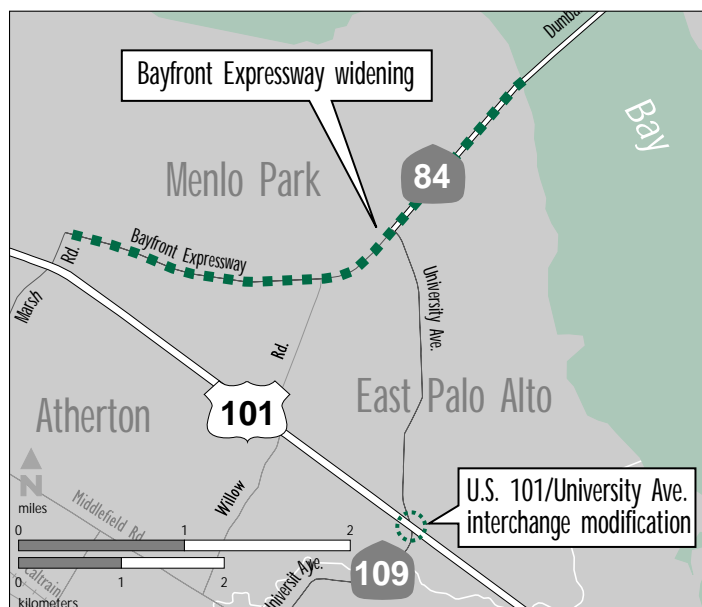 Dumba
Bayfront Expressway widening
Bay
84
Menlo Park
Bayfront Expressway
Rd.
Marsh
University Ave.
Rd.
101
Atherton
East Palo Alto
N
Willow
U.S. 101/University Ave.
interchange modification
Middlefield Rd
miles
0 1 2
109
Universit Ave.
0 1 2
altrain
kilometers